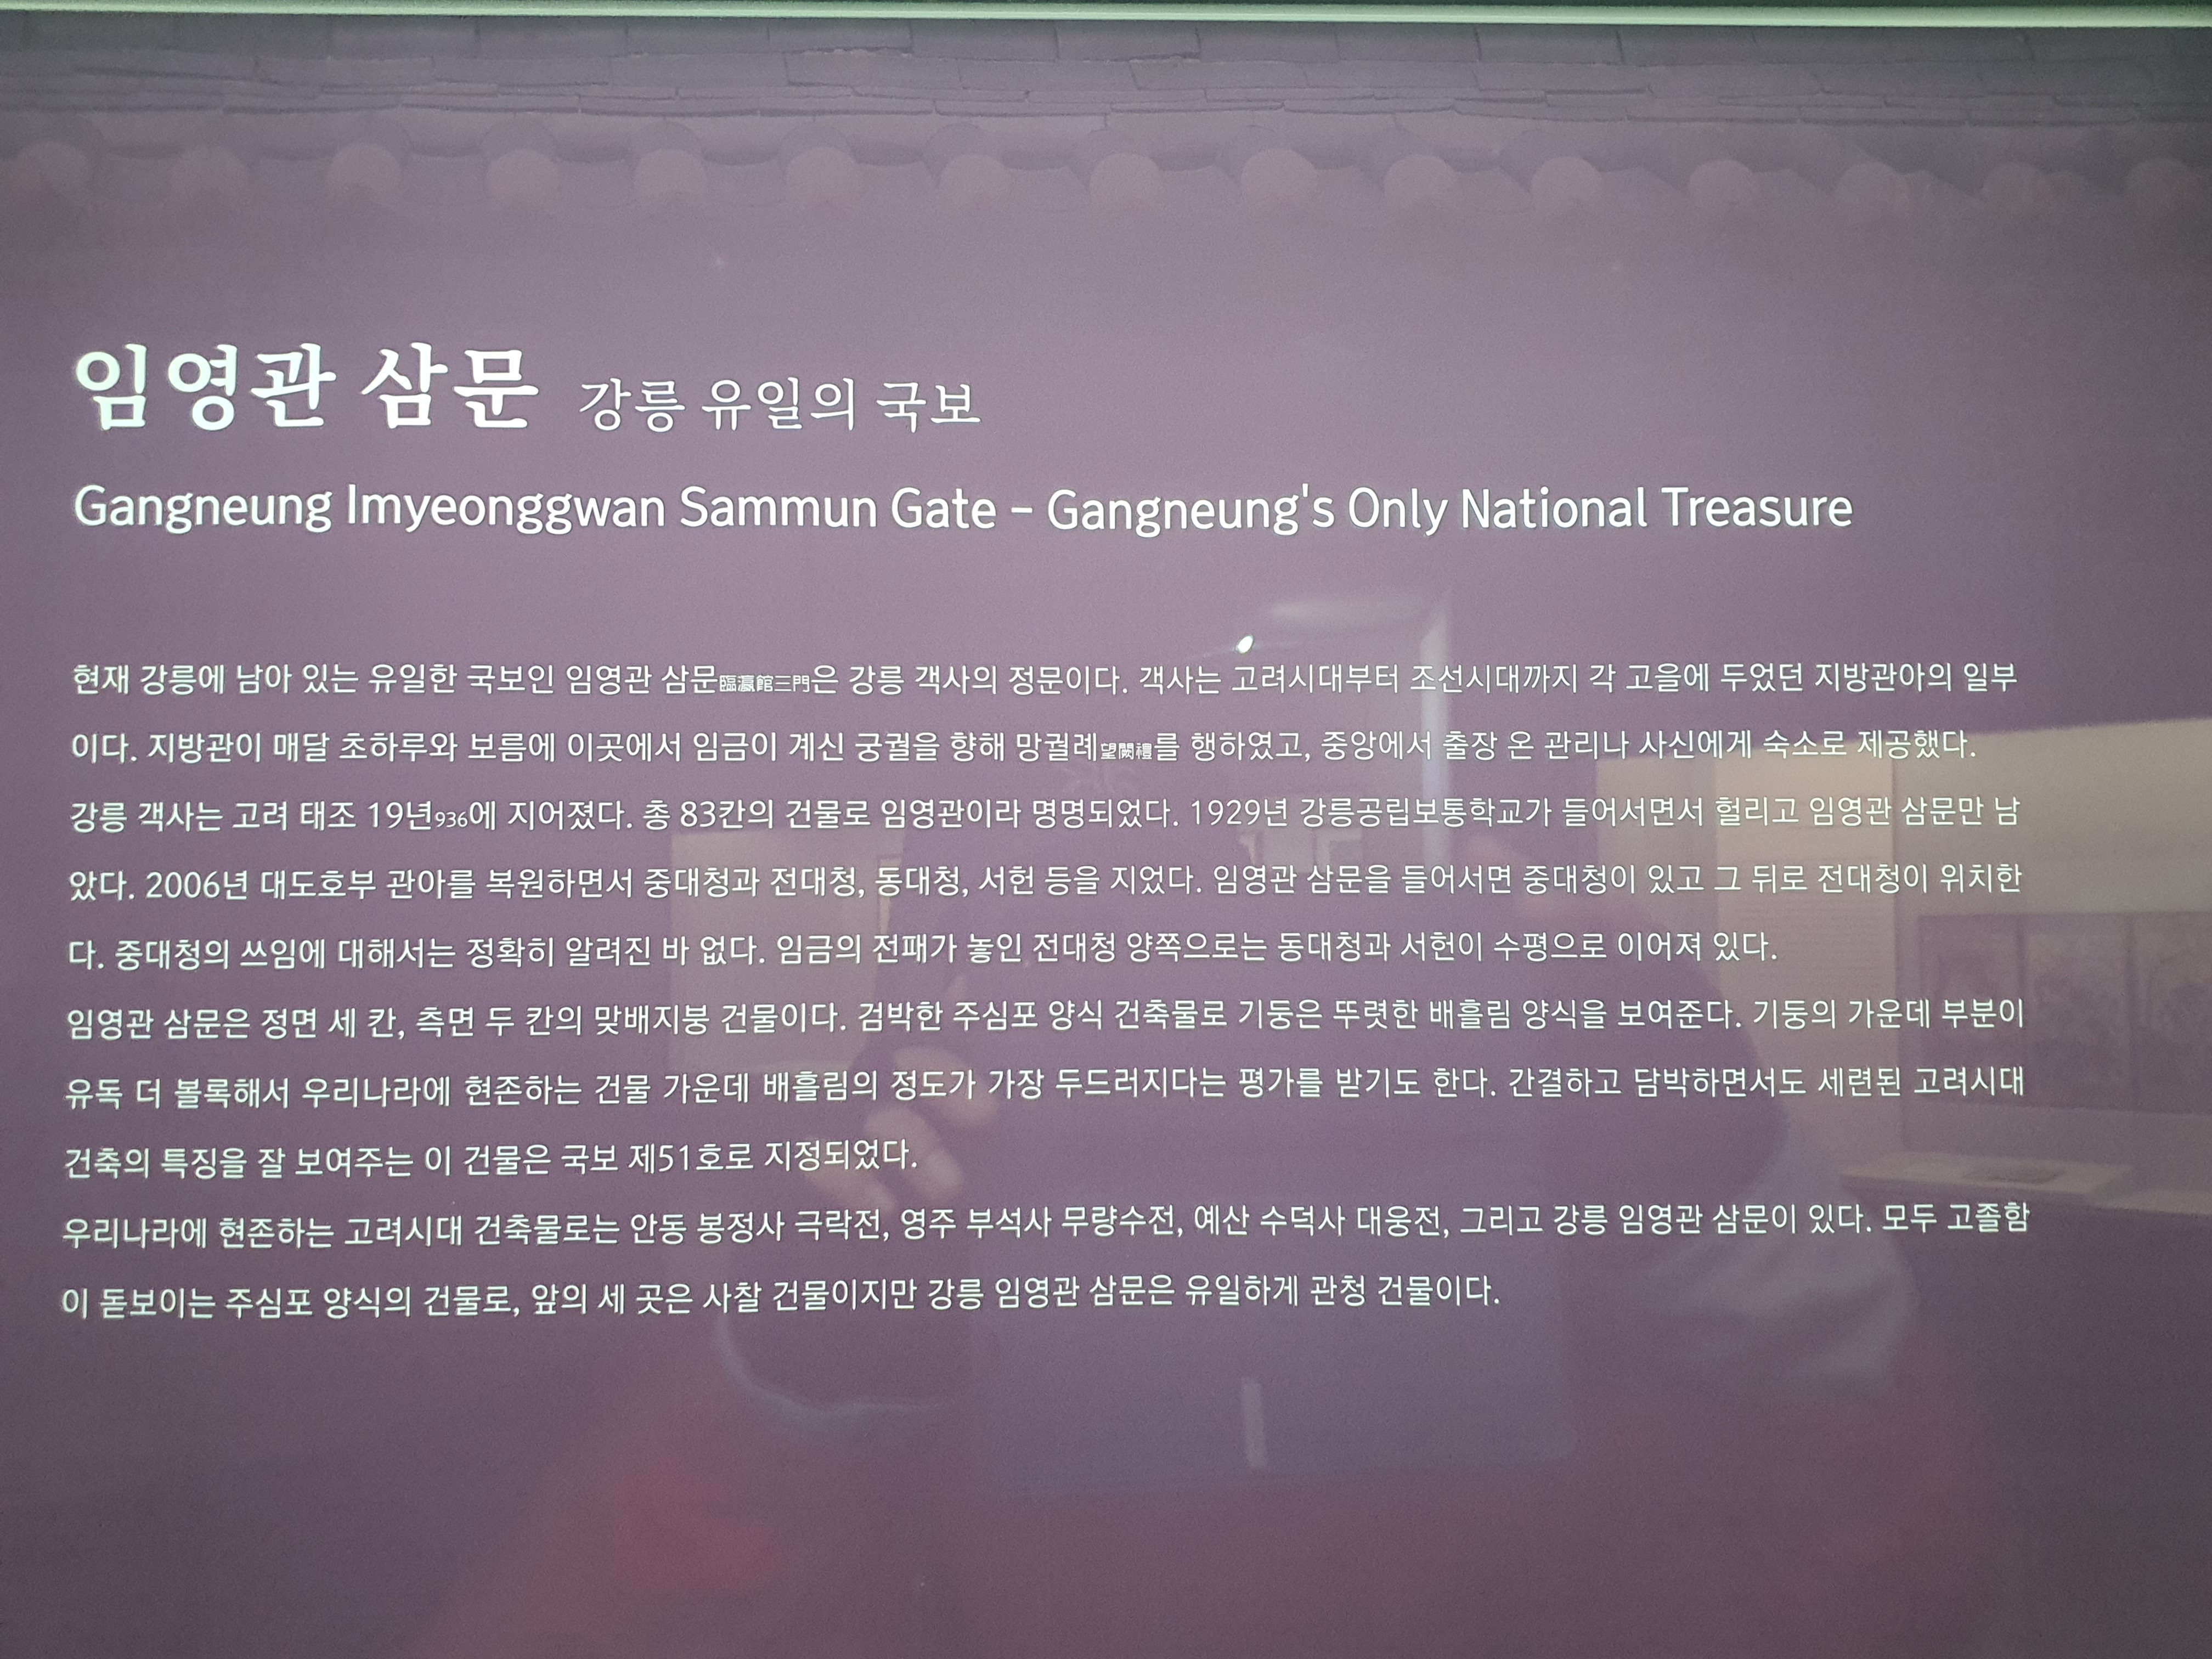 임영관 삼문 강릉 유일의 국보
Gangneung Imyeonggwan Sammun Gate – Gangneung's Only National Treasure
현재 강릉에 남아 있는 유일한 국보인 임영관 삼문臨瀛館三門은 강릉 객사의 정문이다. 객사는 고려시대부터 조선시대까지 각 고을에 두었던 지방관아의 일부
이다. 지방관이 매달 초하루와 보름에 이곳에서 임금이 계신 궁궐을 향해 망궐례望闕禮를 행하였고, 중앙에서 출장 온 관리나 사신에게 숙소로 제공했다.
강릉 객사는 고려 태조 19년936에 지어졌다. 총 83칸의 건물로 임영관이라 명명되었다. 1929년 강릉공립보통학교가 들어서면서 헐리고 임영관 삼문만 남
았다. 2006년 대도호부 관아를 복원하면서 중대청과 전대청, 동대청, 서헌 등을 지었다. 임영관 삼문을 들어서면 중대청이 있고 그 뒤로 전대청이 위치한
다. 중대청의 쓰임에 대해서는 정확히 알려진 바 없다. 임금의 전패가 놓인 전대청 양쪽으로는 동대청과 서헌이 수평으로 이어져 있다.
임영관 삼문은 정면 세 칸, 측면 두 칸의 맞배지붕 건물이다. 검박한 주심포 양식 건축물로 기둥은 뚜렷한 배흘림 양식을 보여준다. 기둥의 가운데 부분이
유독 더 볼록해서 우리나라에 현존하는 건물 가운데 배흘림의 정도가 가장 두드러지다는 평가를 받기도 한다. 간결하고 담박하면서도 세련된 고려시대
건축의 특징을 잘 보여주는 이 건물은 국보 제51호로 지정되었다.
우리나라에 현존하는 고려시대 건축물로는 안동 봉정사 극락전, 영주 부석사 무량수전, 예산 수덕사 대웅전, 그리고 강릉 임영관 삼문이 있다. 모두 고졸함
이 돋보이는 주심포 양식의 건물로, 앞의 세 곳은 사찰 건물이지만 강릉 임영관 삼문은 유일하게 관청 건물이다.